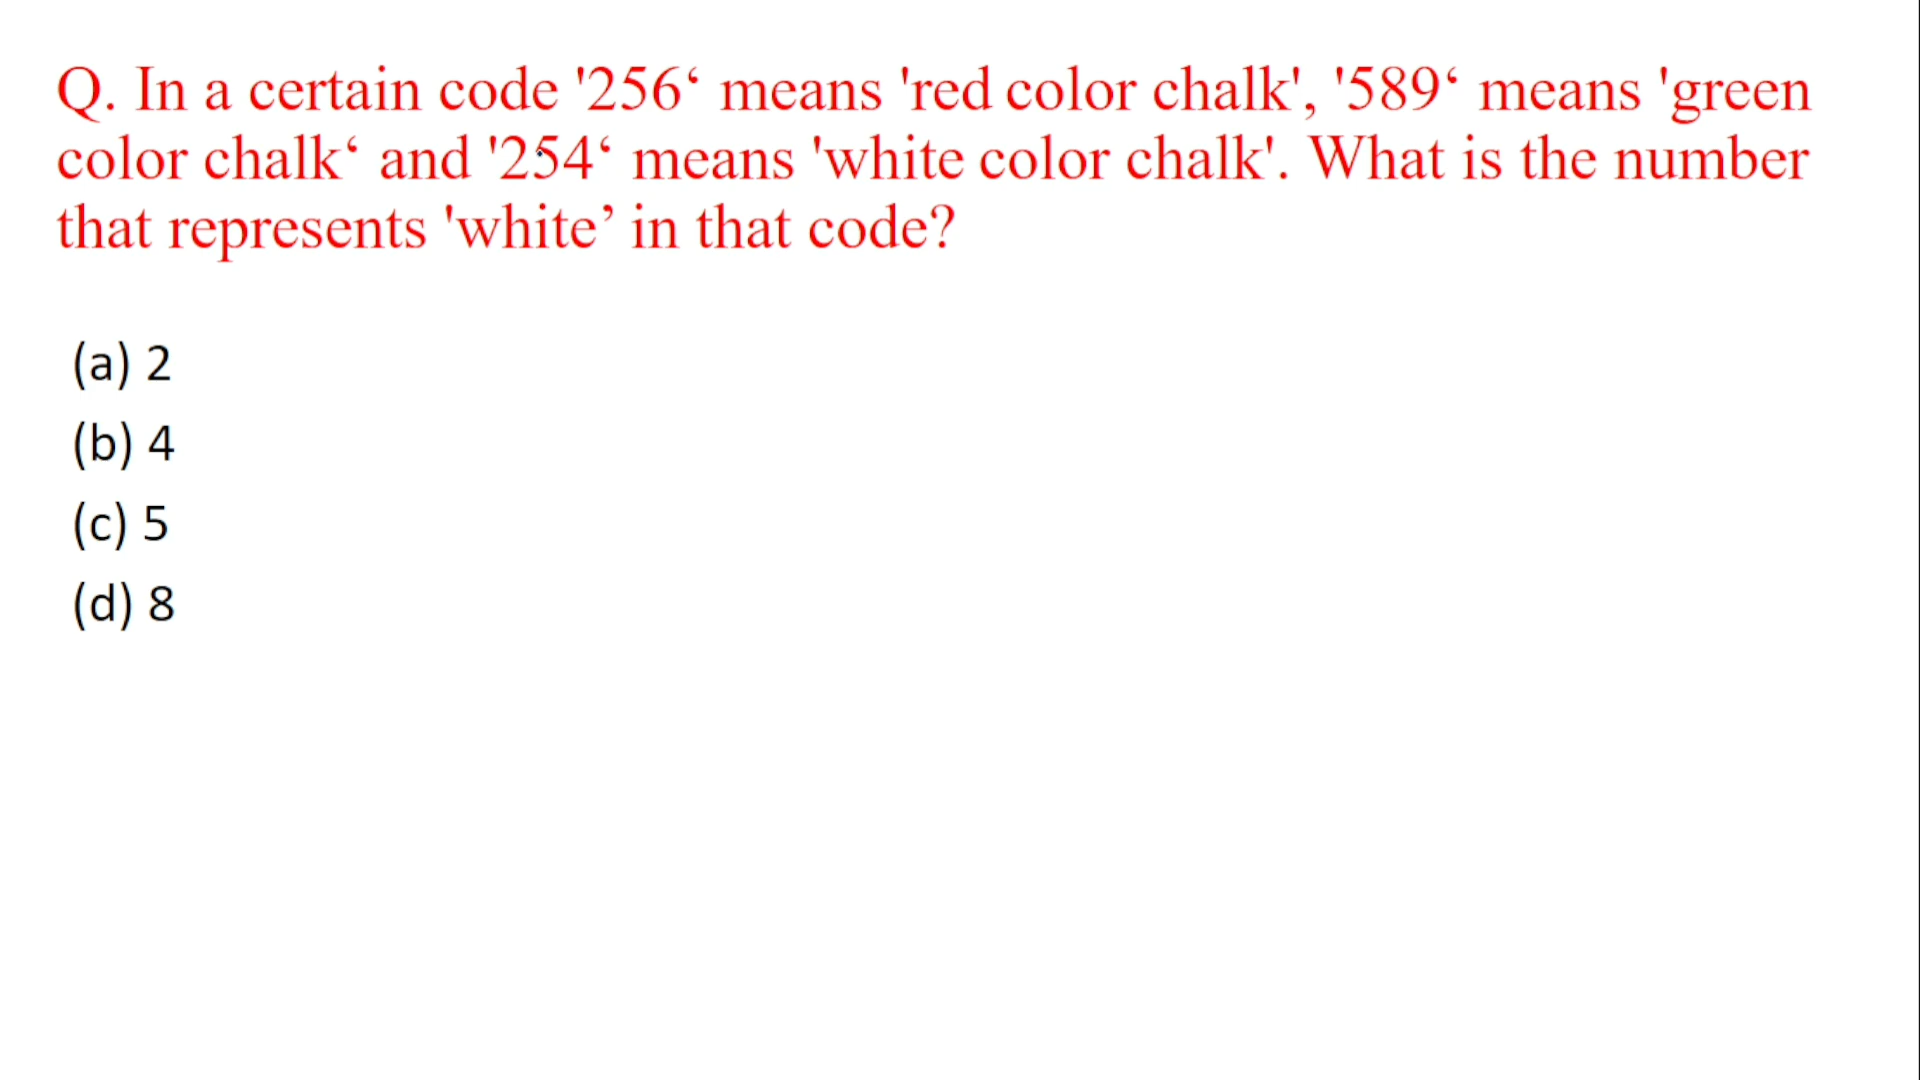 Q. In a certain code '256‘ means 'red color chalk', '589‘ means 'green
color chalk‘ and '254‘ means 'white color chalk'. What is the number
that represents 'white’ in that code?
(a) 2
(b) 4
(c) 5
(d) 8